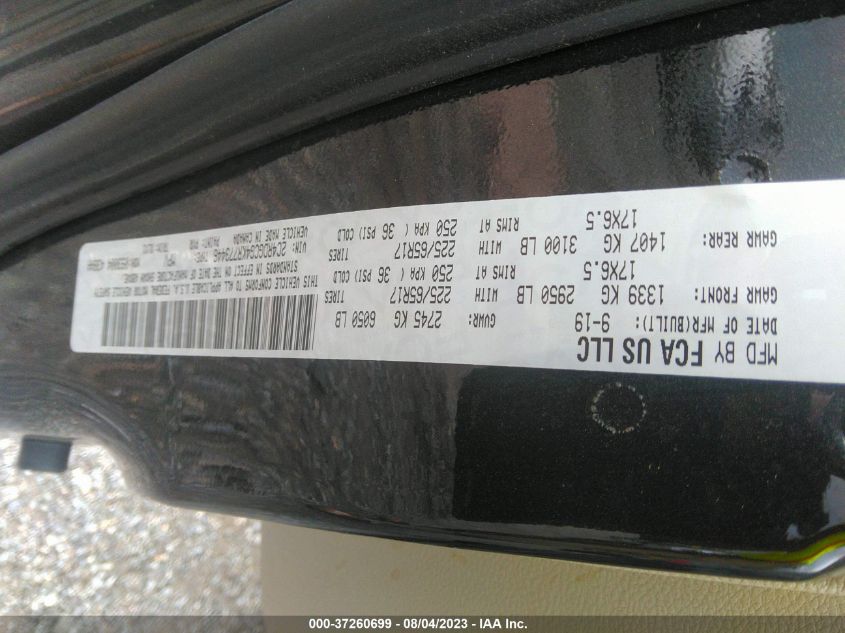 MFD BY FCA US LLC
DATE OF MFR(BUILT): 9-19 GVWR: 2745 KG 6050 LB
GAWR FRONT: 1339 KG 2950 LB WITH 225/65R17 TIRES
17X6.5 RIMS AT 250 KPA ( 36 PSI) COLD
GAWR REAR: 1407 KG 3100 LB WITH 225/65R17 TIRES
17X6.5 RIMS AT 250 KPA ( 36 PSI) COLD
THIS VEHICLE CONFORMS TO ALL APPLICABLE U.S.A. FEDERAL MOTOR VEHICLE SAFETY
STANDARDS IN EFFECT ON THE DATE OF MANUFACTURE SHOWN ABOVE.
VIN: TYPE: MPV
VEHICLE MADE IN CANADA PAINT:
000-37260699 - 08/04/2023 - IAA Inc.